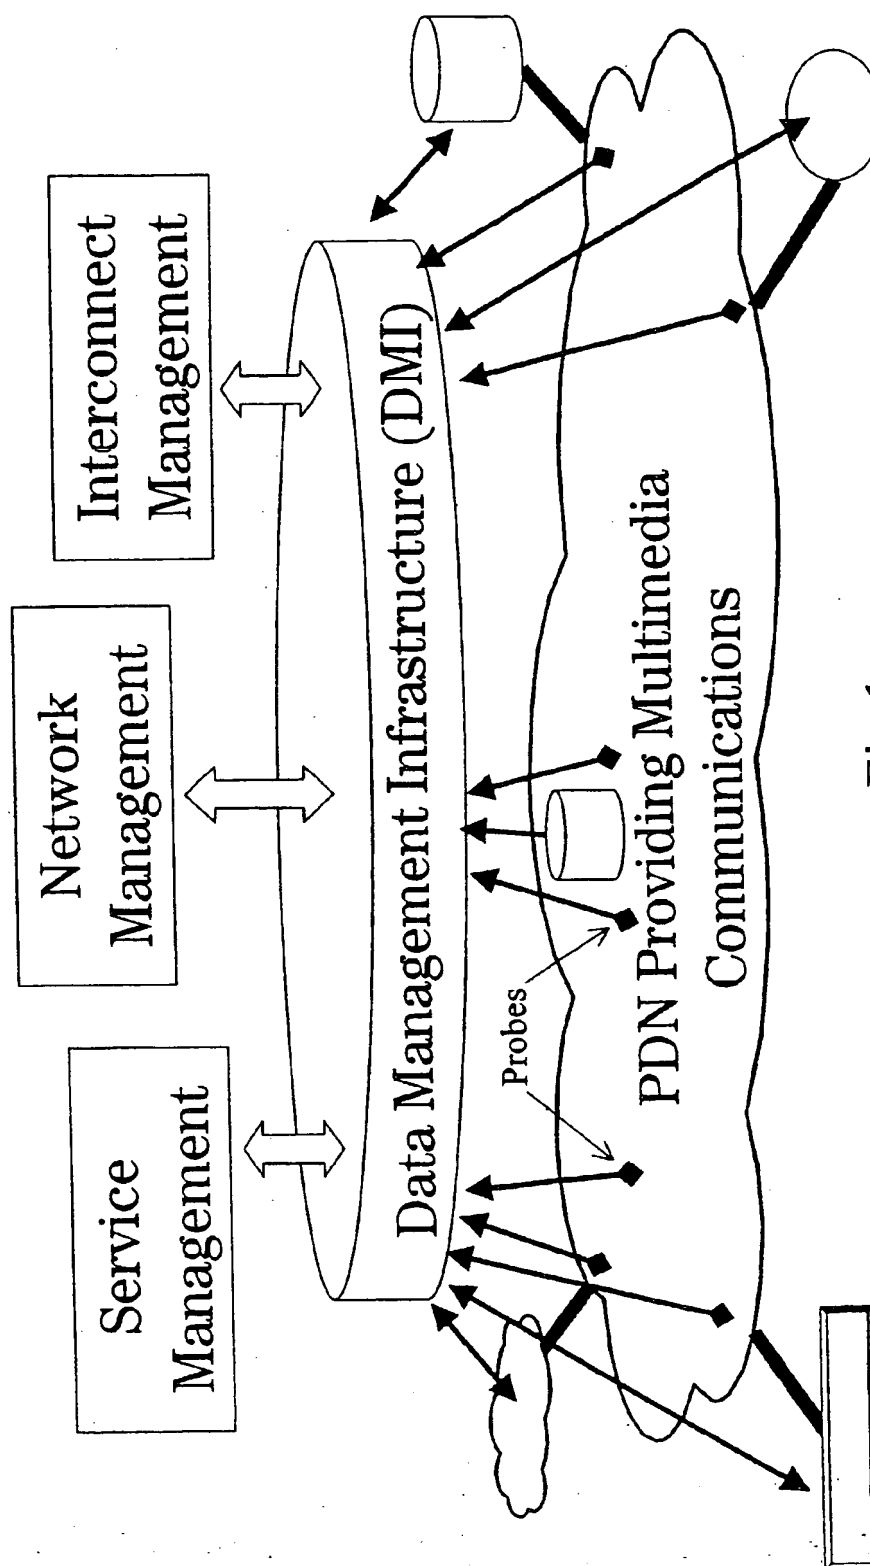 Service
Management
Network
Management
Interconnect
Management
Data Management Infrastructure (DMI)
Probes
PDN Providing Multimedia
Communications